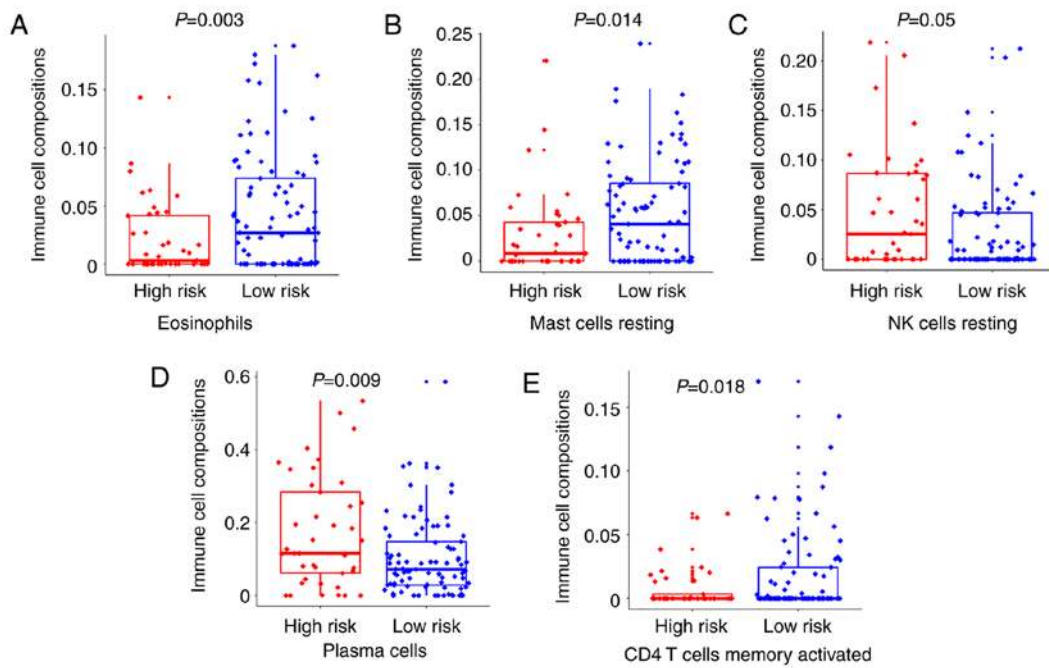 A
P=0.003
Immune cell compositions
0.15
0.10
0.05
0
High risk
Low risk
Eosinophils
B
P=0.014
Immune cell compositions
0.25
0.20
0.15
0.10
0.05
0
High risk
Low risk
Mast cells resting
C
P=0.05
Immune cell compositions
0.20
0.15
0.10
0.05
0
High risk
Low risk
NK cells resting
D
P=0.009
Immune cell compositions
0.6
0.4
0.2
0
High risk
Low risk
Plasma cells
E
P=0.018
Immune cell compositions
0.15
0.10
0.05
0
High risk
Low risk
CD4 T cells memory activated